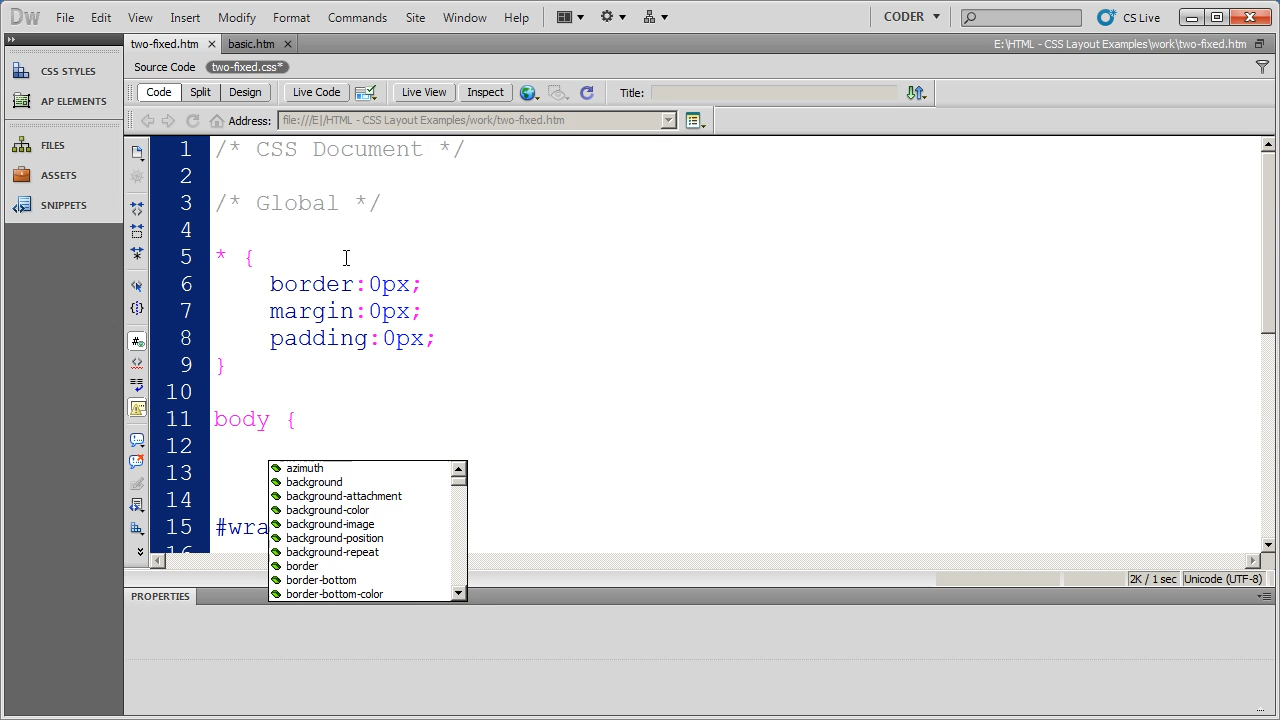 Dw File Edit View Insert Modify Format Commands Site Window Help CODER CS Live
two-fixed.htm basic.htm E:\HTML - CSS Layout Examples\work\two-fixed.htm
Source Code two-fixed.css*
Code Split Design Live Code Live View Inspect Title:
Address: file:///E|/HTML - CSS Layout Examples/work/two-fixed.htm
CSS STYLES
AP ELEMENTS
FILES
ASSETS
SNIPPETS
1 /* CSS Document */
2
3 /* Global */
4
5 * {
6 border:0px;
7 margin:0px;
8 padding:0px;
9 }
10
11 body {
12
13
14
15 #wra
16
azimuth
background
background-attachment
background-color
background-image
background-position
background-repeat
border
border-bottom
border-bottom-color
2K / 1 sec Unicode (UTF-8)
PROPERTIES